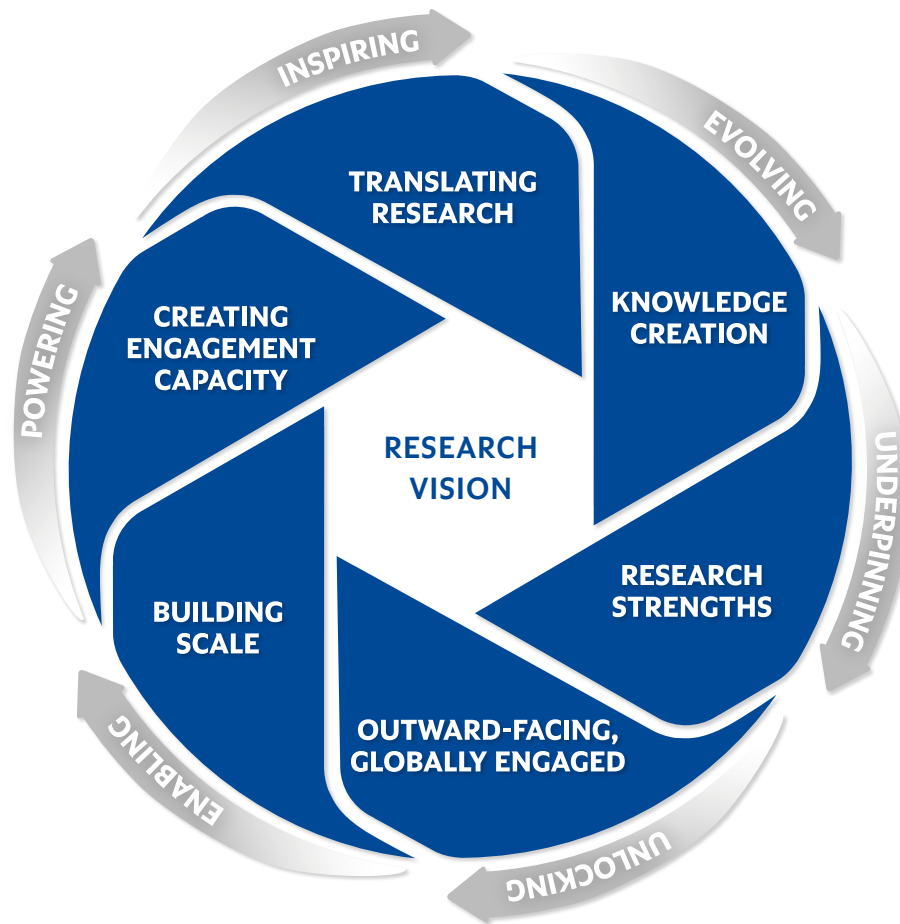 INSPIRING
EVOLVING
TRANSLATING
RESEARCH
KNOWLEDGE
CREATION
CREATING
ENGAGEMENT
CAPACITY
POWERING
RESEARCH
VISION
UNDERPINNING
RESEARCH
STRENGTHS
BUILDING
SCALE
OUTWARD-FACING,
GLOBALLY ENGAGED
ENABLING
UNLOCKING